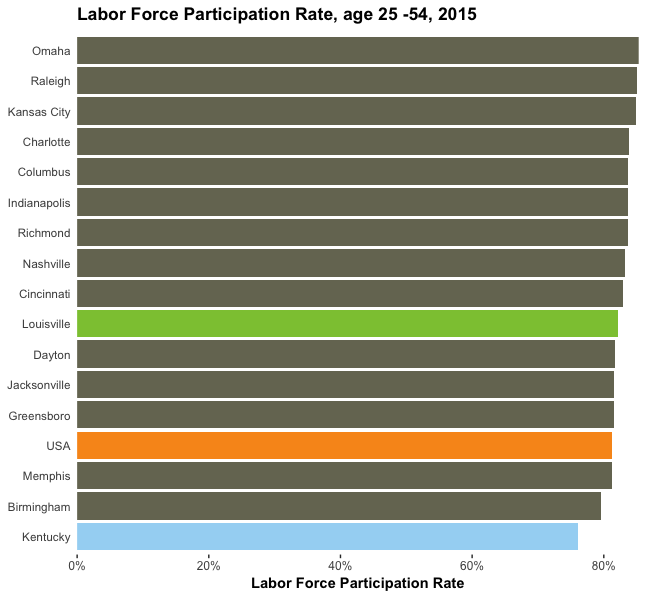 Labor Force Participation Rate, age 25 -54, 2015
Omaha
Raleigh
Kansas City
Charlotte
Columbus
Indianapolis
Richmond
Nashville
Cincinnati
Louisville
Dayton
Jacksonville
Greensboro
USA
Memphis
Birmingham
Kentucky
0% 20% 40% 60% 80%
Labor Force Participation Rate